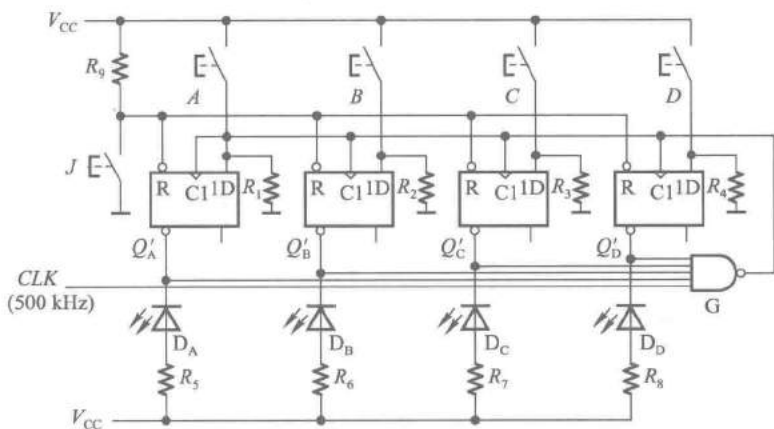 V_CC
R_9
A B C D
J
R C1 1D R_1 R C1 1D R_2 R C1 1D R_3 R C1 1D R_4
Q'_A Q'_B Q'_C Q'_D
CLK
(500 kHz)
G
D_A D_B D_C D_D
R_5 R_6 R_7 R_8
V_CC